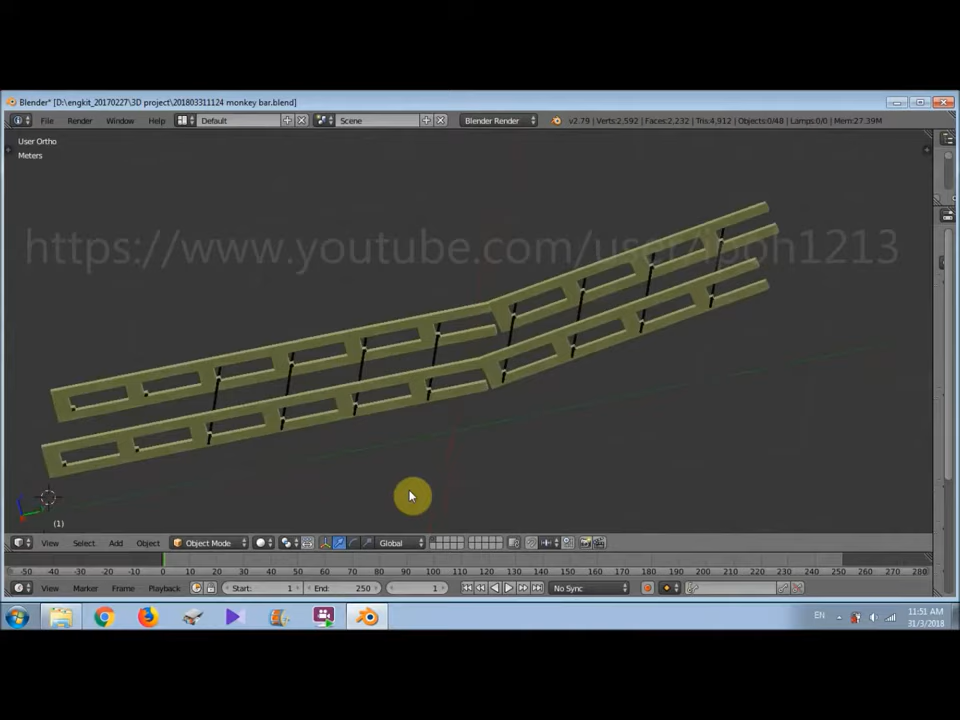 Blender* [D:\engkit_20170227\3D project\201803311124 monkey bar.blend]
File Render Window Help Default Scene Blender Render v2.79 | Verts:2,592 | Faces:2,232 | Tris:4,912 | Objects:0/48 | Lamps:0/0 | Mem:27.39M
User Ortho
Meters
(1)
View Select Add Object Object Mode Global
-50 -40 -30 -20 -10 0 10 20 30 40 50 60 70 80 90 100 110 120 130 140 150 160 170 180 190 200 210 220 230 240 250 260 270 280
View Marker Frame Playback Start: 1 End: 250 1 No Sync
EN 11:51 AM
31/3/2018